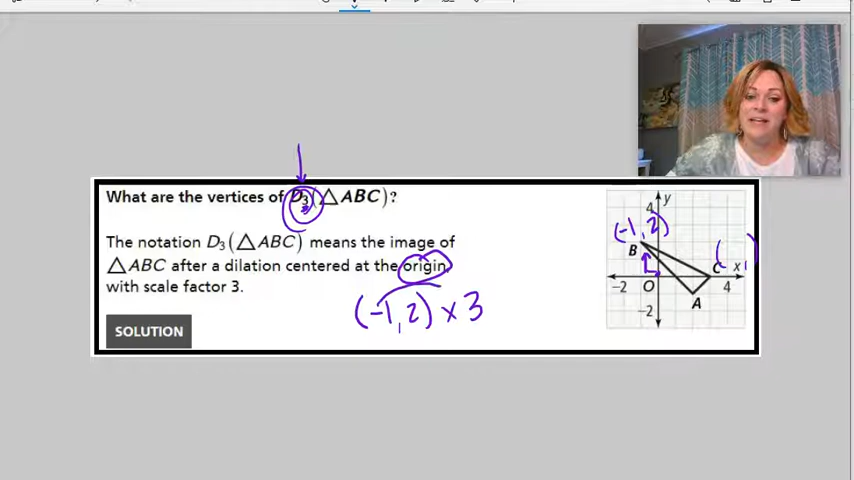 What are the vertices of D₃(△ABC)?
The notation D₃(△ABC) means the image of
△ABC after a dilation centered at the origin
with scale factor 3.
(-1, 2) × 3
SOLUTION
y
4
(-1, 2)
B
( , )
C
x
-2
O
4
A
-2